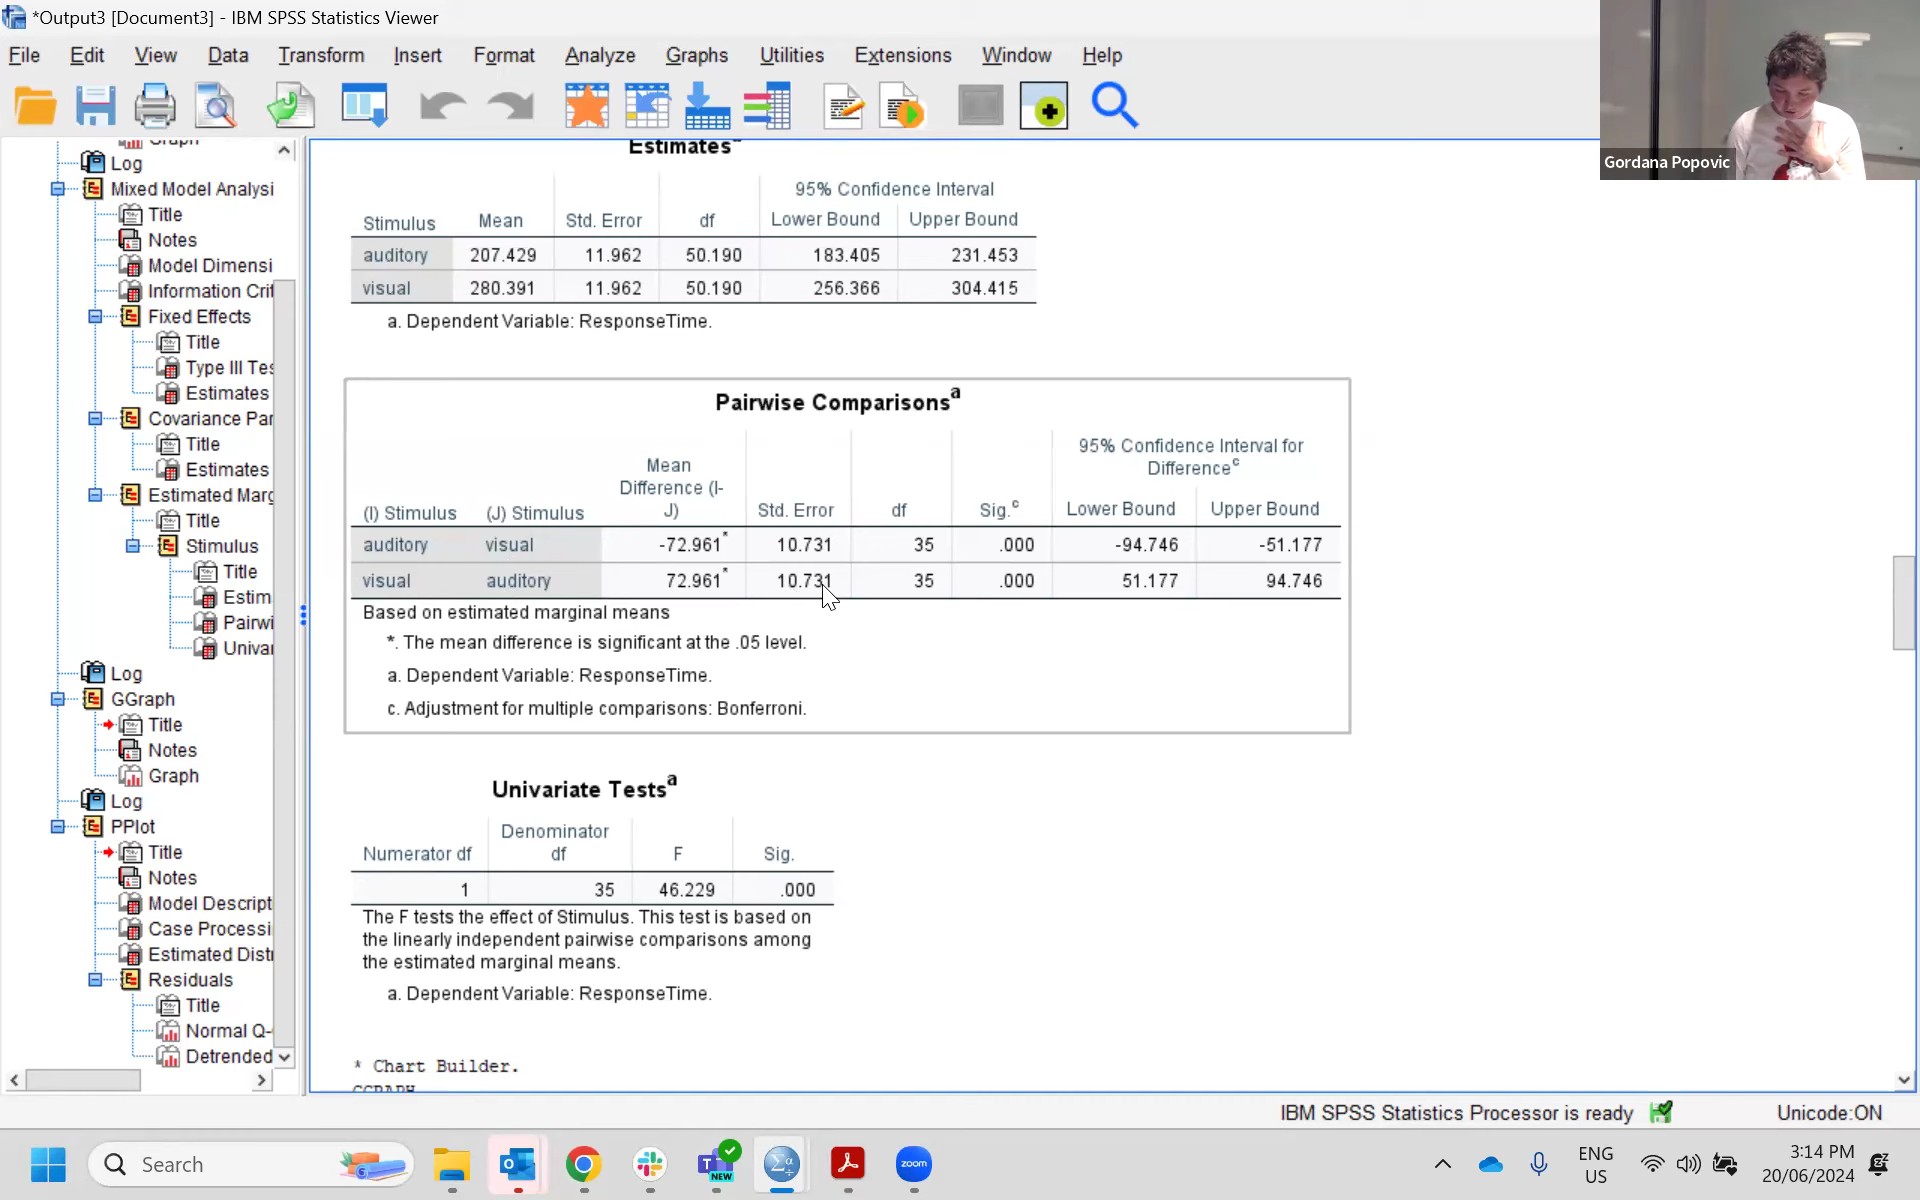 *Output3 [Document3] - IBM SPSS Statistics Viewer
File Edit View Data Transform Insert Format Analyze Graphs Utilities Extensions Window Help
Gordana Popovic
Graph
Log
Mixed Model Analysi
Title
Notes
Model Dimensi
Information Crit
Fixed Effects
Title
Type III Tes
Estimates
Covariance Par
Title
Estimates
Estimated Marg
Title
Stimulus
Title
Estim
Pairwi
Univar
Log
GGraph
Title
Notes
Graph
Log
PPlot
Title
Notes
Model Descript
Case Processi
Estimated Distr
Residuals
Title
Normal Q-
Detrended
Estimatesa
95% Confidence Interval
Stimulus Mean Std. Error df Lower Bound Upper Bound
auditory 207.429 11.962 50.190 183.405 231.453
visual 280.391 11.962 50.190 256.366 304.415
a. Dependent Variable: ResponseTime.
Pairwise Comparisonsa
95% Confidence Interval for
Differencec
Mean
Difference (I-
(I) Stimulus (J) Stimulus J) Std. Error df Sig.c Lower Bound Upper Bound
auditory visual -72.961* 10.731 35 .000 -94.746 -51.177
visual auditory 72.961* 10.731 35 .000 51.177 94.746
Based on estimated marginal means
*. The mean difference is significant at the .05 level.
a. Dependent Variable: ResponseTime.
c. Adjustment for multiple comparisons: Bonferroni.
Univariate Testsa
Denominator
Numerator df df F Sig.
1 35 46.229 .000
The F tests the effect of Stimulus. This test is based on
the linearly independent pairwise comparisons among
the estimated marginal means.
a. Dependent Variable: ResponseTime.
* Chart Builder.
GGRAPH
IBM SPSS Statistics Processor is ready Unicode:ON
Search
NEW
zoom
ENG
US
3:14 PM
20/06/2024